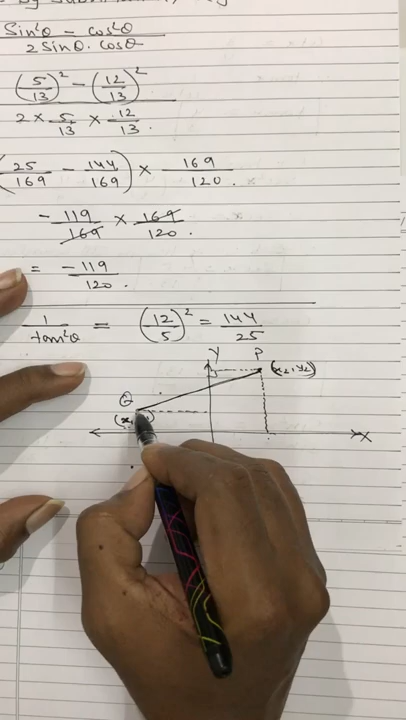 By
Sin²θ − cos²θ
2 sinθ . cosθ
(5/13)² − (12/13)²
2 × 5/13 × 12/13.
(25/169 − 144/169) × 169/120.
−119/169 × 169/120.
= −119/120.
1/tan²θ = (12/5)² = 144/25
Y
P (x₂, y₂)
Q
X